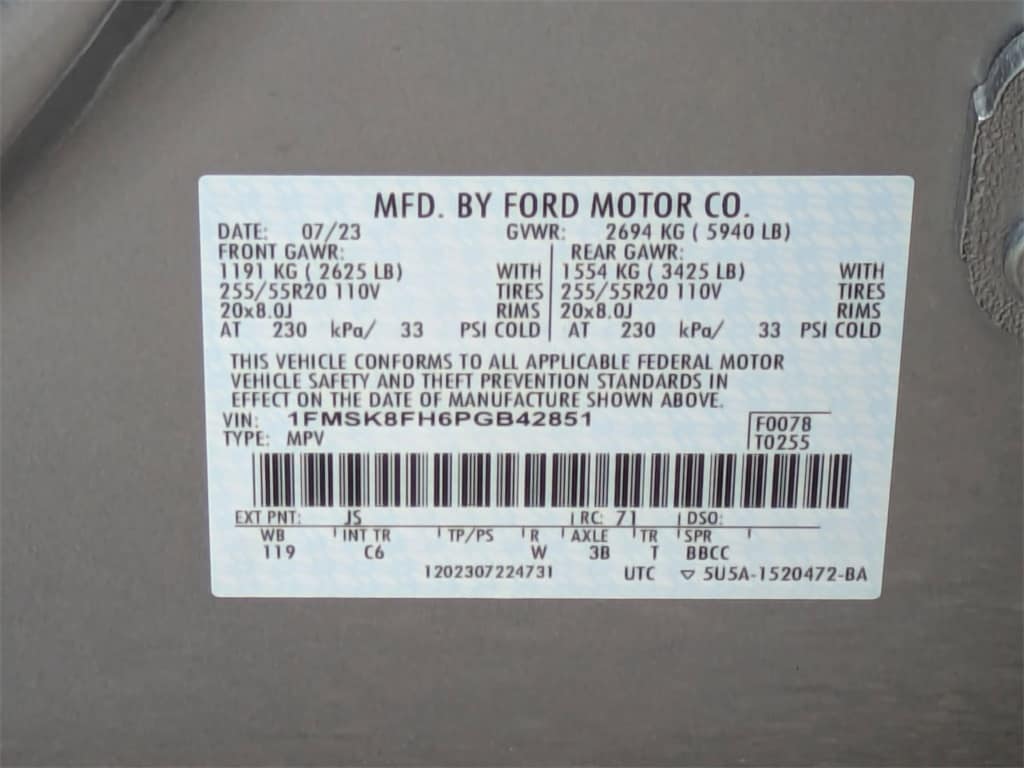 MFD. BY FORD MOTOR CO.
DATE: 07/23 GVWR: 2694 KG ( 5940 LB)
FRONT GAWR: REAR GAWR:
1191 KG ( 2625 LB) WITH 1554 KG ( 3425 LB) WITH
255/55R20 110V TIRES 255/55R20 110V TIRES
20x8.0J RIMS 20x8.0J RIMS
AT 230 kPa/ 33 PSI COLD AT 230 kPa/ 33 PSI COLD
THIS VEHICLE CONFORMS TO ALL APPLICABLE FEDERAL MOTOR
VEHICLE SAFETY AND THEFT PREVENTION STANDARDS IN
EFFECT ON THE DATE OF MANUFACTURE SHOWN ABOVE.
VIN: 1FMSK8FH6PGB42851 F0078
TYPE: MPV T0255
EXT PNT: JS RC: 71 DSO:
WB INT TR TP/PS R AXLE TR SPR
119 C6 W 3B T BBCC
1202307224731 UTC ▽ 5U5A-1520472-BA